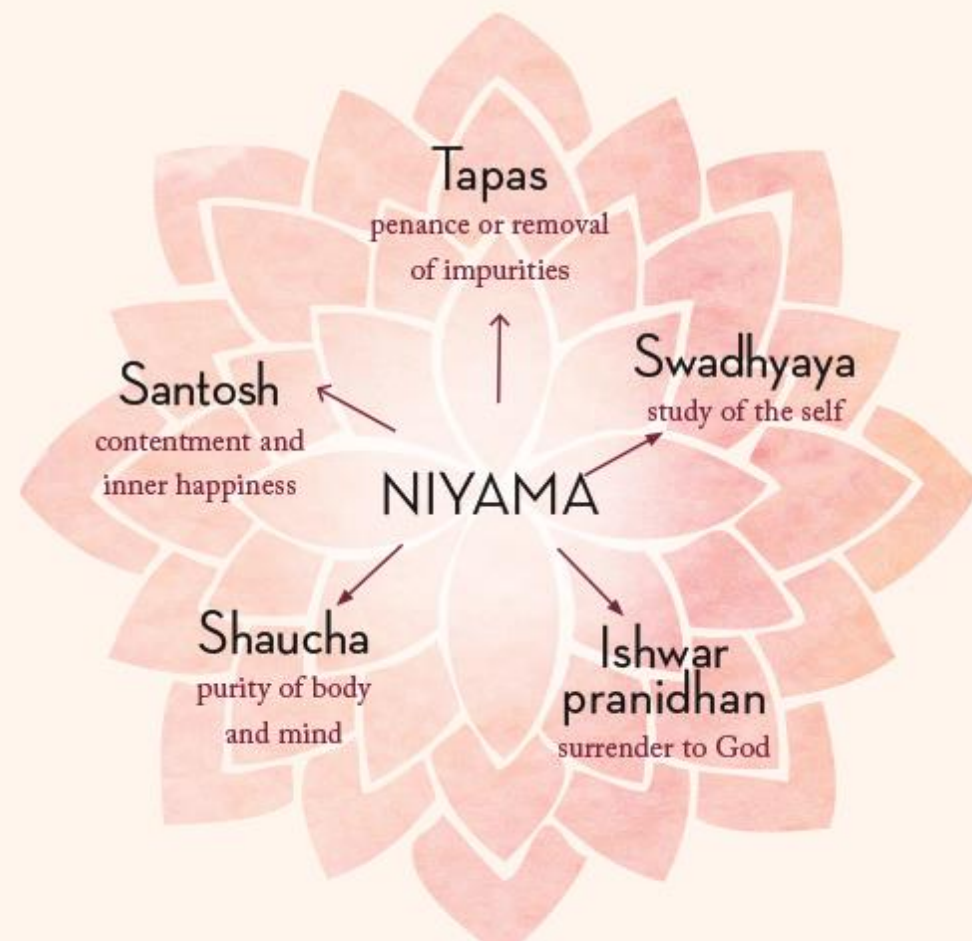 Tapas
penance or removal
of impurities
Swadhyaya
study of the self
Santosh
contentment and
inner happiness
NIYAMA
Shaucha
purity of body
and mind
Ishwar
pranidhan
surrender to God